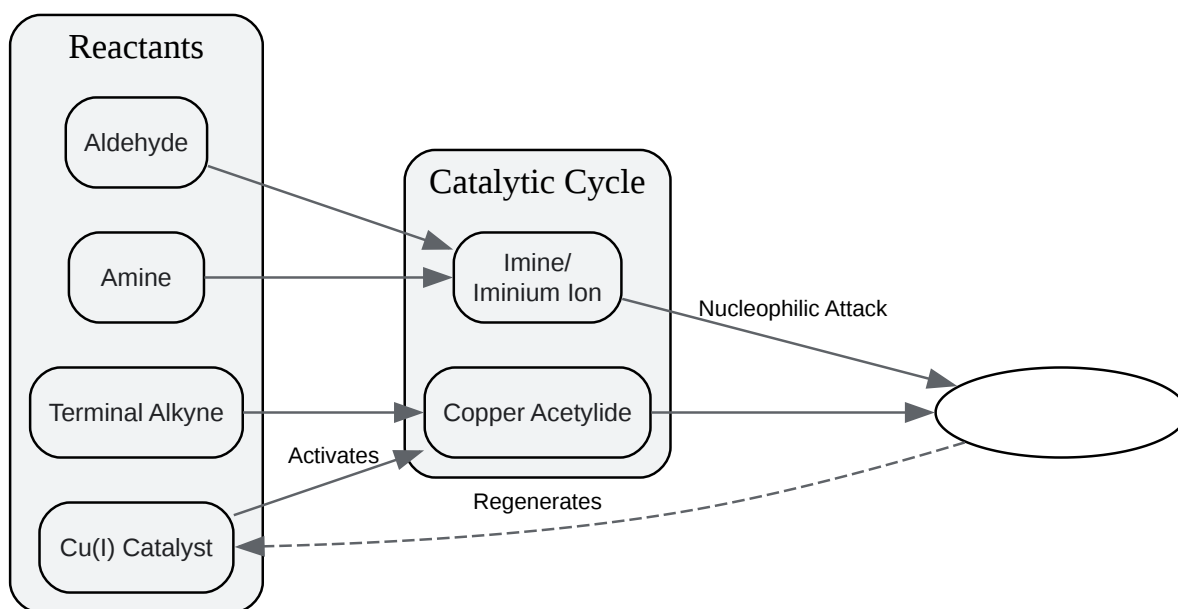 Reactants
Aldehyde
Amine
Terminal Alkyne
Cu(I) Catalyst
Activates
Catalytic Cycle
Imine/
Iminium Ion
Copper Acetylide
Nucleophilic Attack
Regenerates